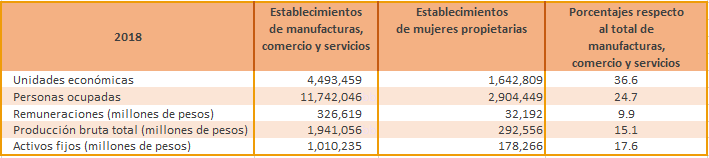 2018
Establecimientos
de manufacturas,
comercio y servicios
Establecimientos
de mujeres propietarias
Porcentajes respecto
al total de
manufacturas,
comercio y servicios
Unidades económicas 4,493,459 1,642,809 36.6
Personas ocupadas 11,742,046 2,904,449 24.7
Remuneraciones (millones de pesos) 326,619 32,192 9.9
Producción bruta total (millones de pesos) 1,941,056 292,556 15.1
Activos fijos (millones de pesos) 1,010,235 178,266 17.6